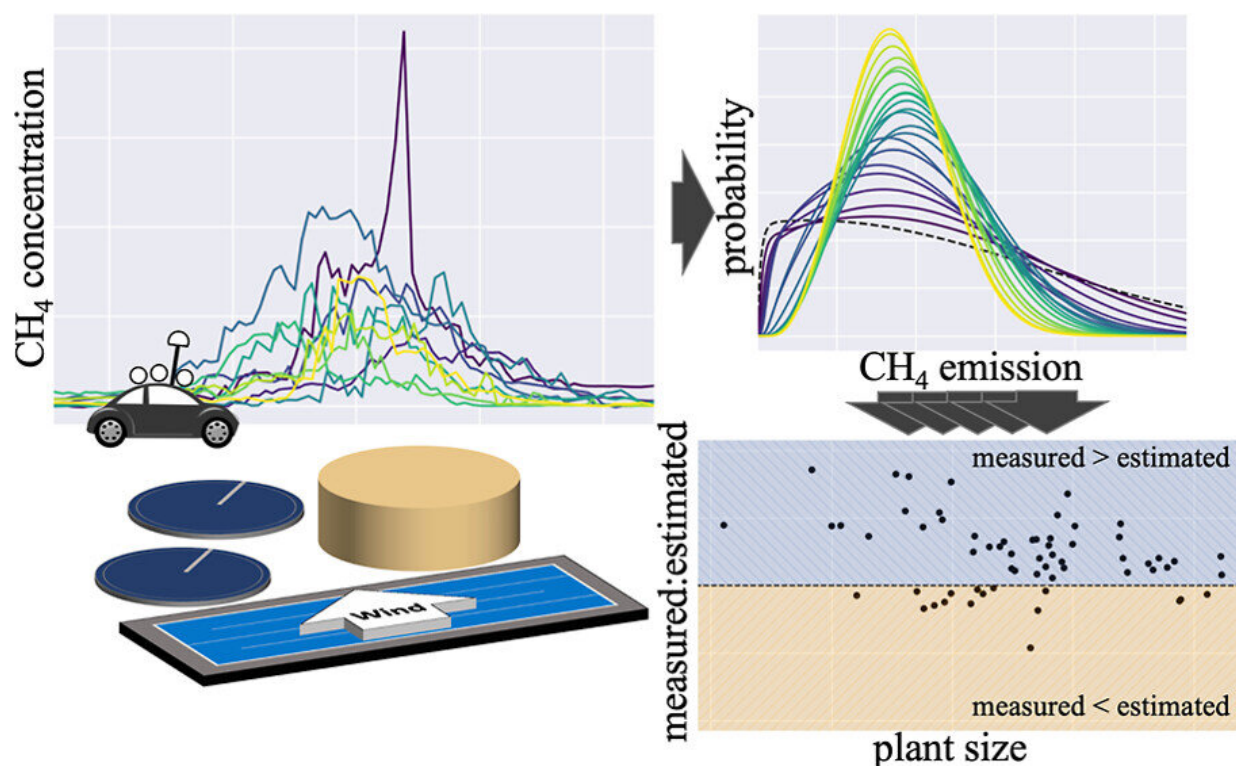 CH₄ concentration
probability
CH₄ emission
Wind
measured:estimated
measured > estimated
measured < estimated
plant size